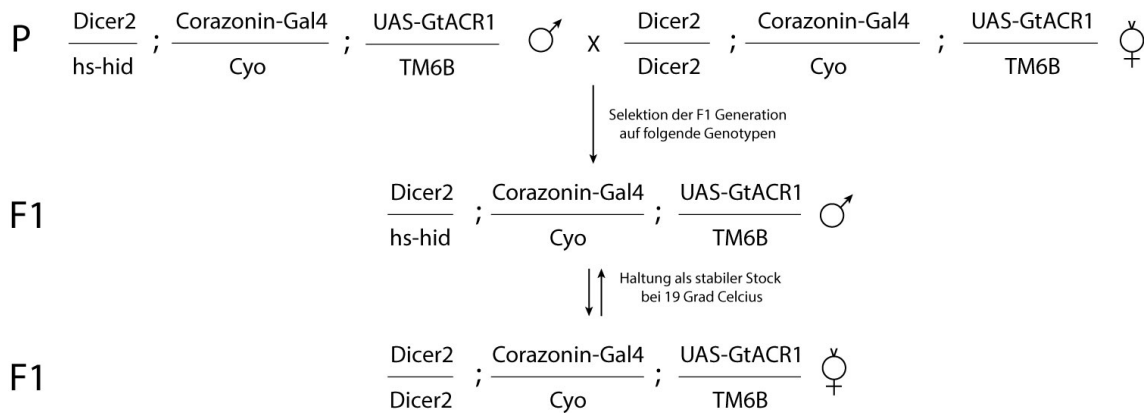 P Dicer2 ; Corazonin-Gal4 ; UAS-GtACR1 x Dicer2 ; Corazonin-Gal4 ; UAS-GtACR1
hs-hid Cyo TM6B Dicer2 Cyo TM6B
Selektion der F1 Generation
auf folgende Genotypen
F1 Dicer2 ; Corazonin-Gal4 ; UAS-GtACR1
hs-hid Cyo TM6B
Haltung als stabiler Stock
bei 19 Grad Celcius
F1 Dicer2 ; Corazonin-Gal4 ; UAS-GtACR1
Dicer2 Cyo TM6B